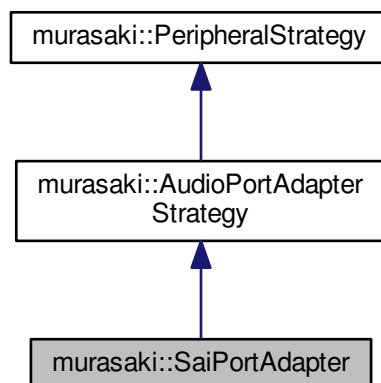 murasaki::PeripheralStrategy
murasaki::AudioPortAdapter
Strategy
murasaki::SaiPortAdapter